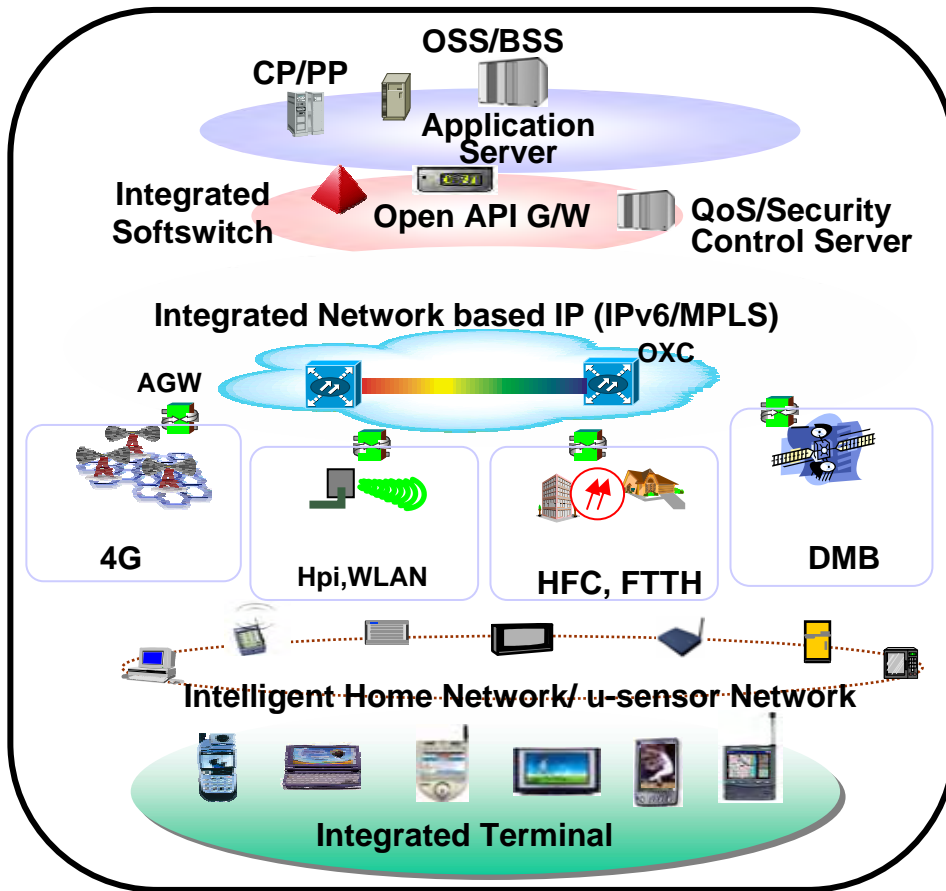 OSS/BSS
CP/PP
Application
Server
Integrated
Softswitch
Open API G/W
QoS/Security
Control Server
Integrated Network based IP (IPv6/MPLS)
OXC
AGW
4G
Hpi,WLAN
HFC, FTTH
DMB
Intelligent Home Network/ u-sensor Network
Integrated Terminal